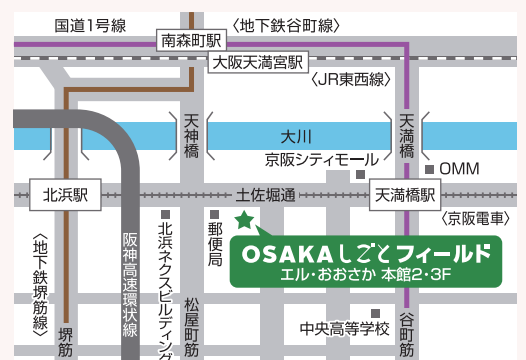 国道1号線
〈地下鉄谷町線〉
南森町駅
大阪天満宮駅
〈JR東西線〉
天神橋
大川
天満橋
京阪シティモール
OMM
北浜駅
土佐堀通
天満橋駅
〈京阪電車〉
〈地下鉄堺筋線〉
阪神高速環状線
北浜ネクスビルディング
郵便局
OSAKAしごとフィールド
エル・おおさか 本館2・3F
松屋町筋
中央高等学校
堺筋
谷町筋